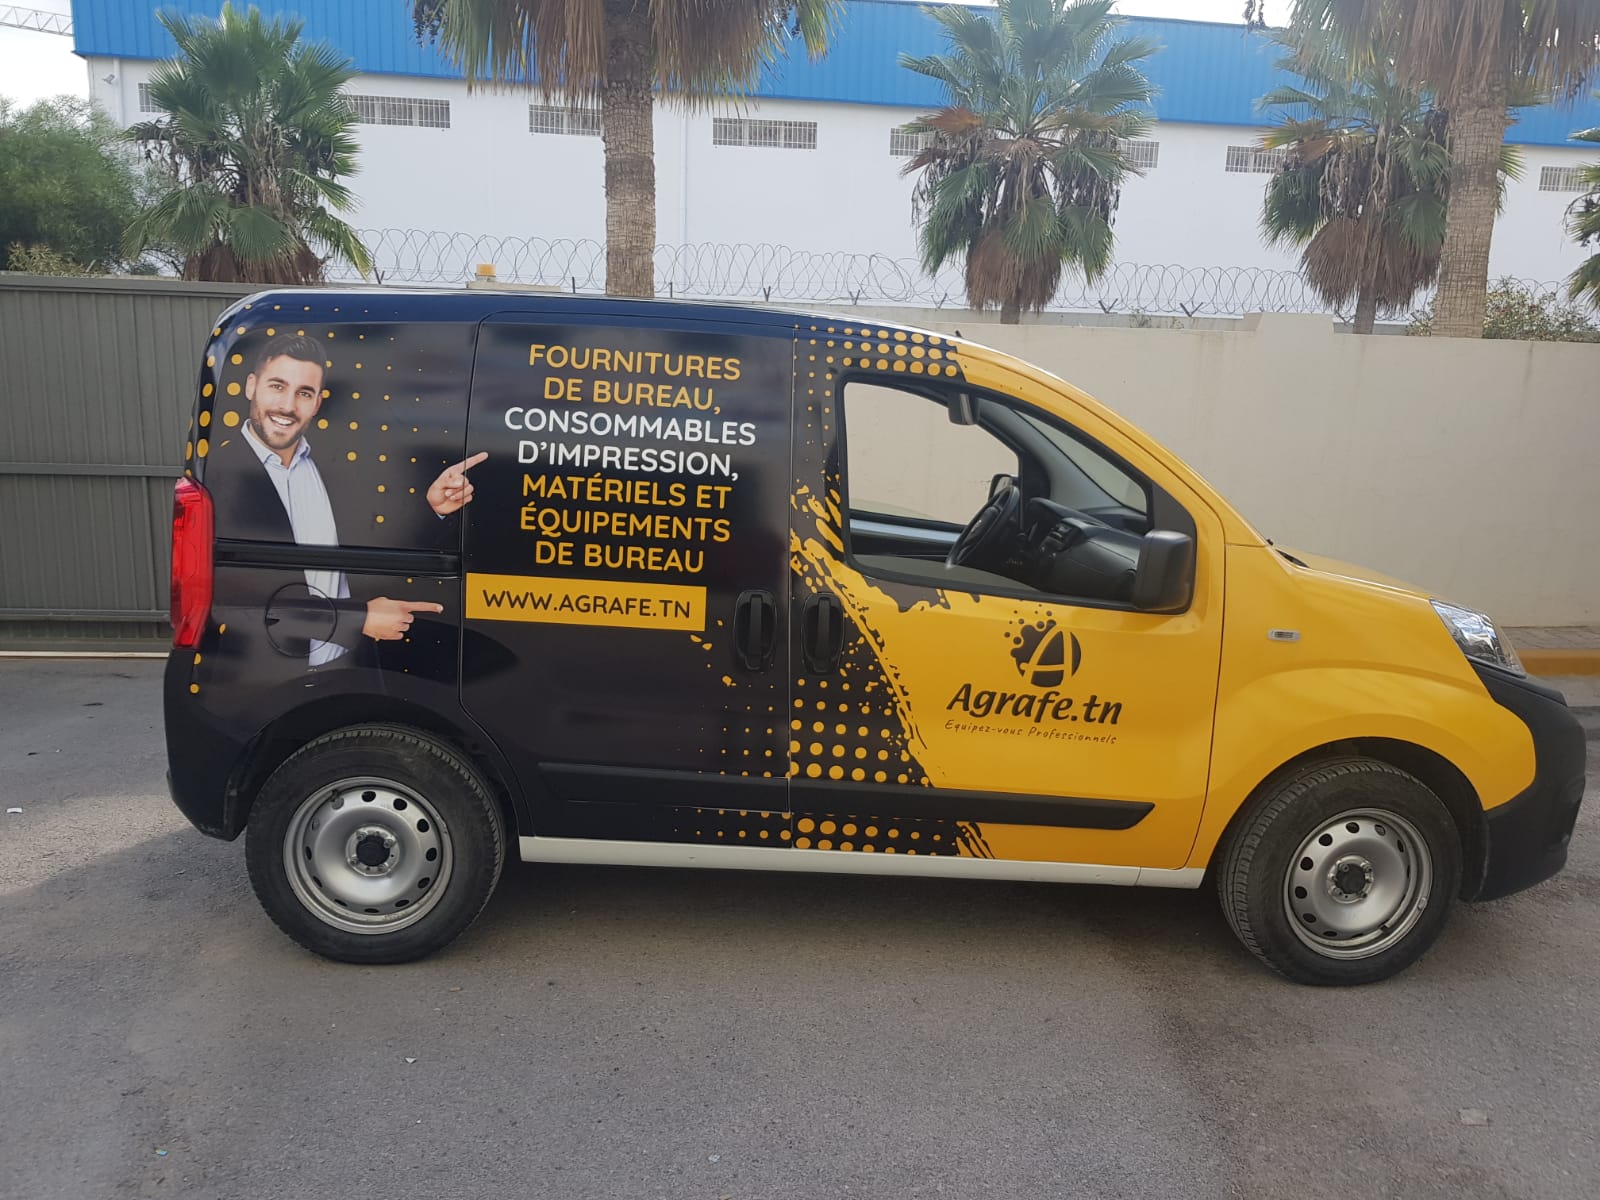 FOURNITURES
DE BUREAU,
CONSOMMABLES
D'IMPRESSION,
MATÉRIELS ET
ÉQUIPEMENTS
DE BUREAU
WWW.AGRAFE.TN
A
Agrafe.tn
Equipez-vous Professionnels